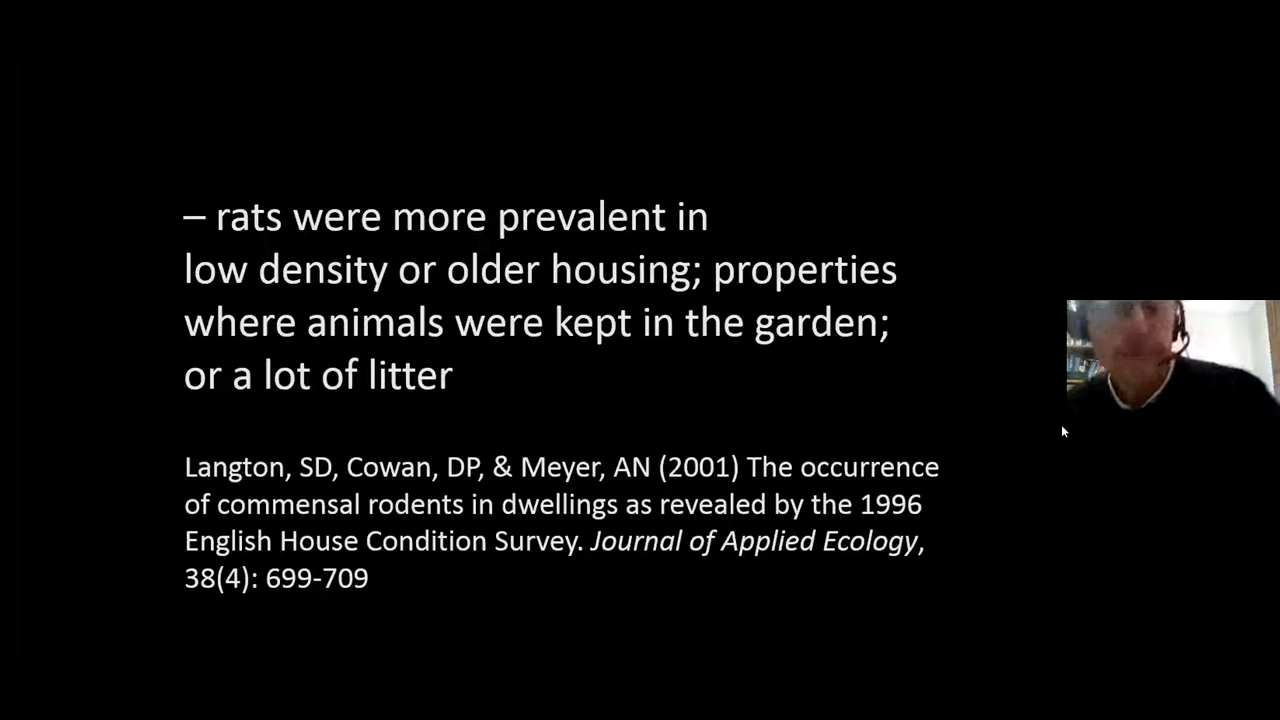 – rats were more prevalent in
low density or older housing; properties
where animals were kept in the garden;
or a lot of litter
Langton, SD, Cowan, DP, & Meyer, AN (2001) The occurrence
of commensal rodents in dwellings as revealed by the 1996
English House Condition Survey. Journal of Applied Ecology,
38(4): 699-709